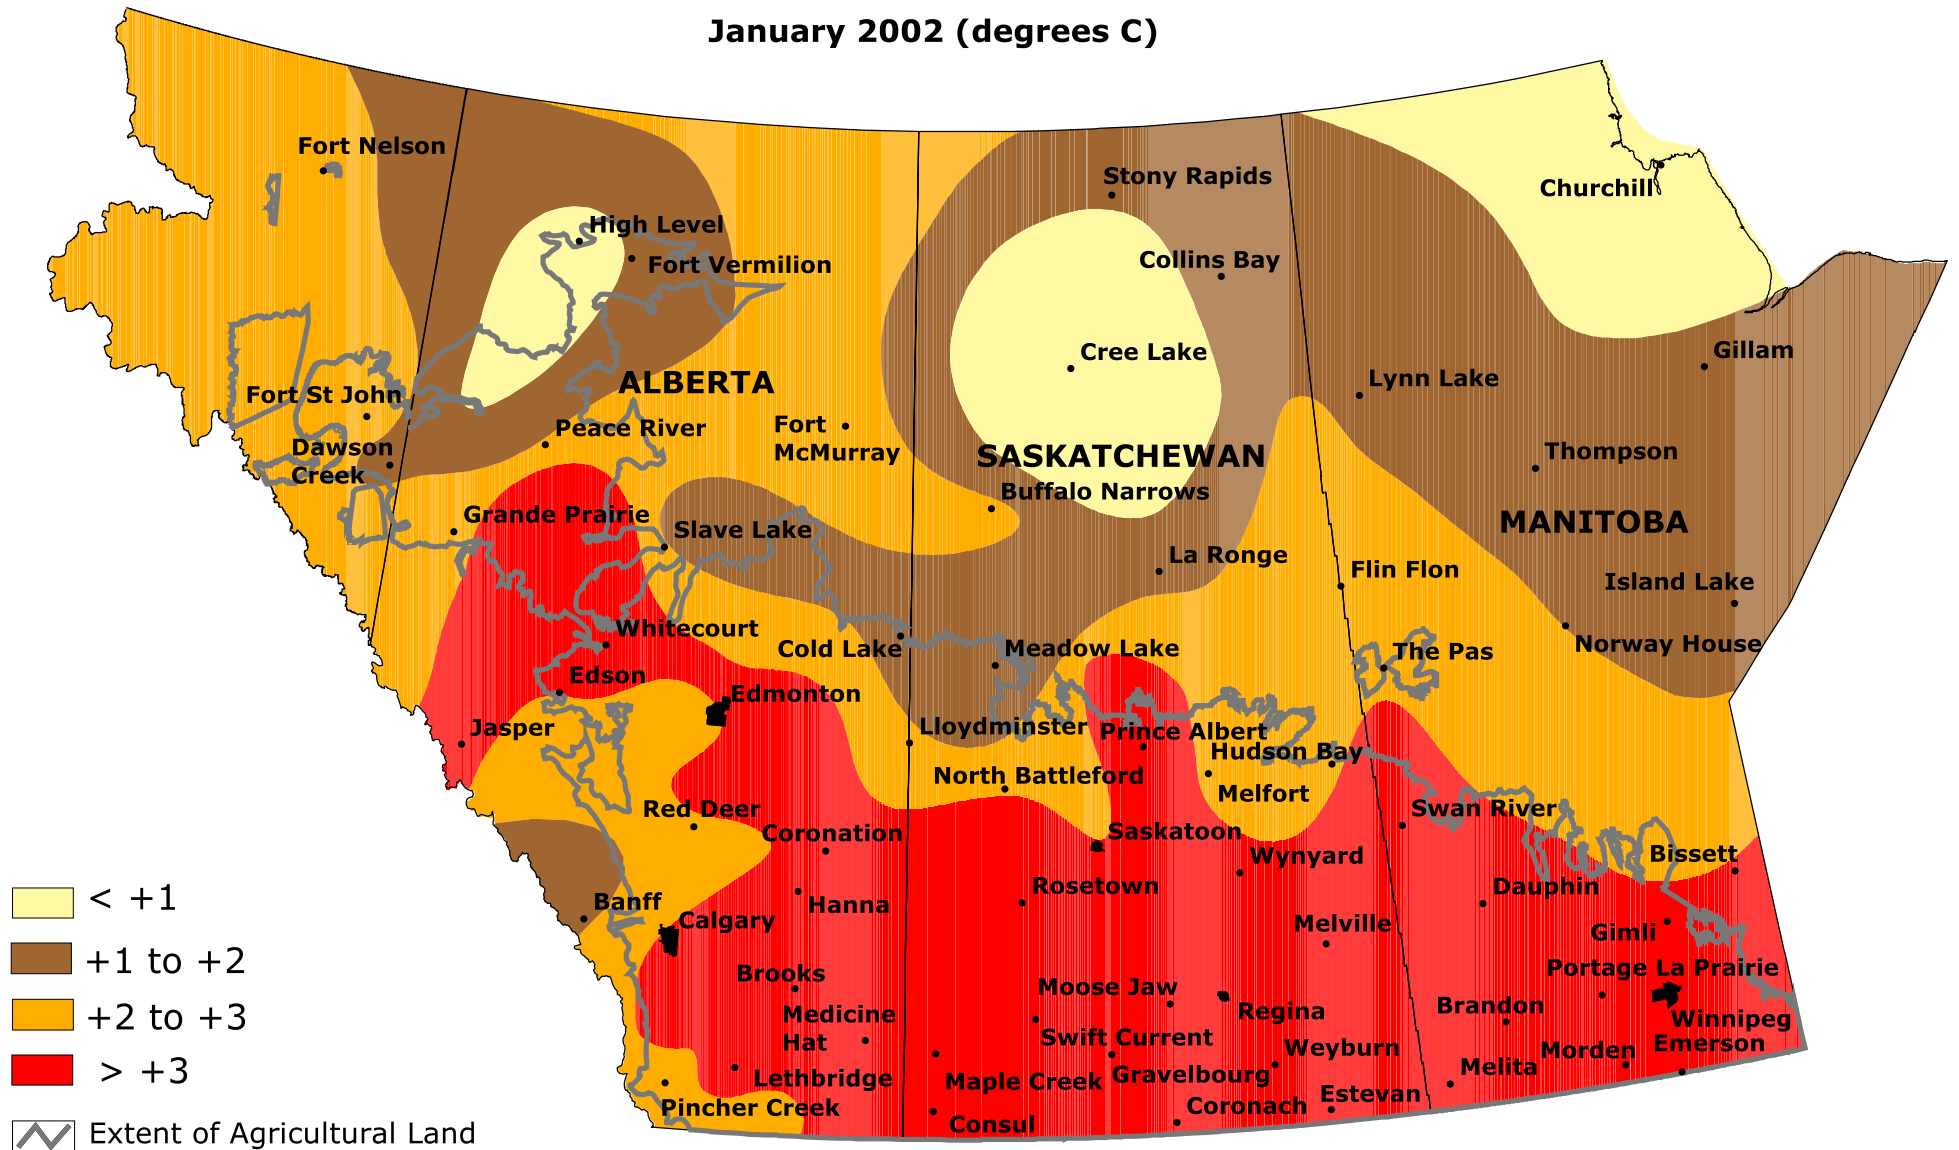 January 2002 (degrees C)
Fort Nelson
Stony Rapids
Churchill
High Level
Fort Vermilion
Collins Bay
Cree Lake
Gillam
ALBERTA
Lynn Lake
Fort St John
Peace River
Fort
McMurray
Dawson
Creek
SASKATCHEWAN
Thompson
Buffalo Narrows
Grande Prairie
MANITOBA
Slave Lake
La Ronge
Flin Flon
Island Lake
Whitecourt
Cold Lake
Meadow Lake
The Pas
Norway House
Edson
Edmonton
Jasper
Lloydminster
Prince Albert
Hudson Bay
North Battleford
Melfort
Red Deer
Swan River
Coronation
Saskatoon
Wynyard
Bissett
Rosetown
Dauphin
Banff
Hanna
Calgary
Melville
Gimli
Brooks
Portage La Prairie
Moose Jaw
Medicine
Hat
Regina
Brandon
Winnipeg
Swift Current
Weyburn
Morden
Emerson
Lethbridge
Maple Creek
Gravelbourg
Melita
Pincher Creek
Coronach
Estevan
Consul
< +1
+1 to +2
+2 to +3
> +3
Extent of Agricultural Land